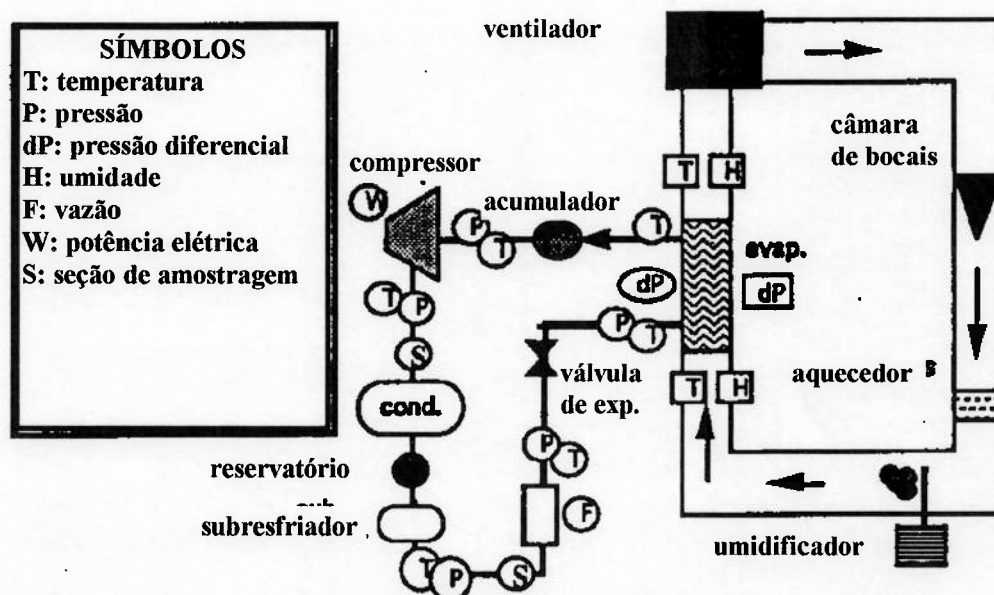 SÍMBOLOS
T: temperatura
P: pressão
dP: pressão diferencial
H: umidade
F: vazão
W: potência elétrica
S: seção de amostragem
ventilador
câmara
de bocais
compressor
W
acumulador
T
H
P
T
T
evap.
dP
dP
T
P
P
T
S
válvula
de exp.
T
H
aquecedor
cond.
P
T
reservatório
F
subresfriador
umidificador
T
P
S